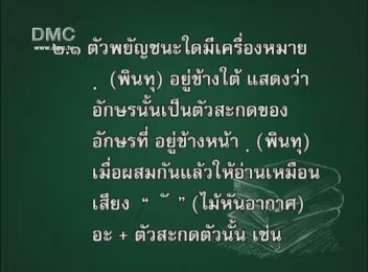 DMC
www.dmc.tv
๒.๑ ตัวพยัญชนะใดมีเครื่องหมาย
 ฺ (พินทุ) อยู่ข้างใต้ แสดงว่า
อักษรนั้นเป็นตัวสะกดของ
อักษรที่ อยู่ข้างหน้า ฺ (พินทุ)
เมื่อผสมกันแล้วให้อ่านเหมือน
เสียง “ ั ” (ไม้หันอากาศ)
อะ + ตัวสะกดตัวนั้น เช่น